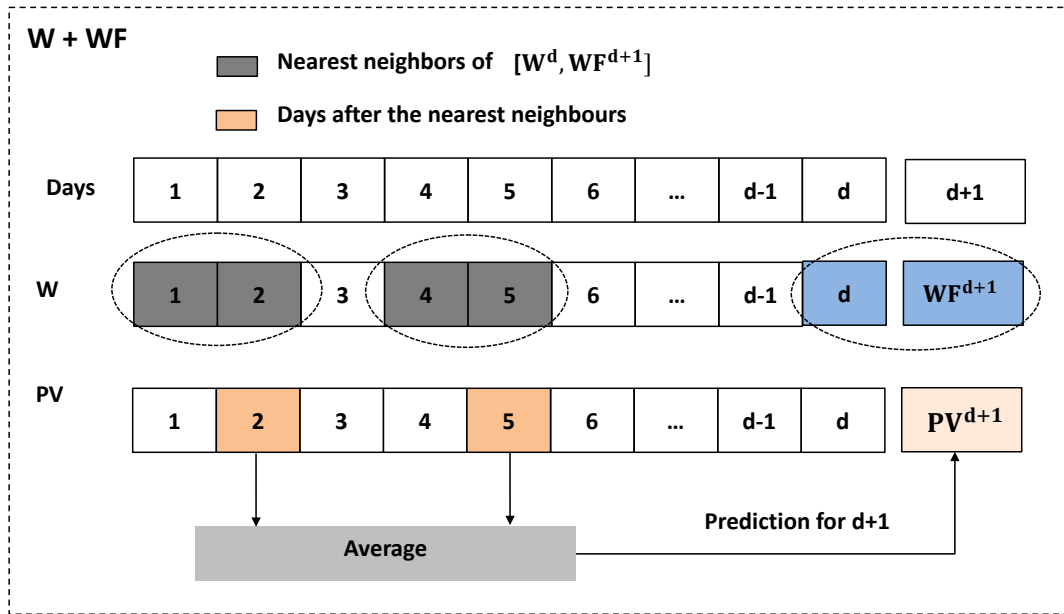 W + WF
Nearest neighbors of [W^d, WF^{d+1}]
Days after the nearest neighbours
Days 1 2 3 4 5 6 ... d-1 d d+1
W 1 2 3 4 5 6 ... d-1 d WF^{d+1}
PV 1 2 3 4 5 6 ... d-1 d PV^{d+1}
Prediction for d+1
Average